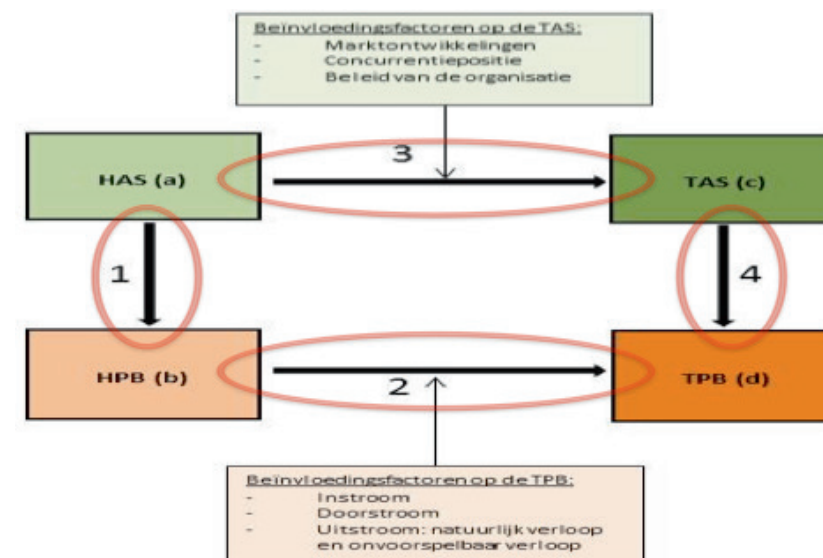 Beïnvloedingsfactoren op de TAS:
- Marktontwikkelingen
- Concurrentiepositie
- Beleid van de organisatie
HAS (a)
3
TAS (c)
1
4
HPB (b)
2
TPB (d)
Beïnvloedingsfactoren op de TPB:
- Instroom
- Doorstroom
- Uitstroom: natuurlijk verloop
en onvoorspelbaar verloop